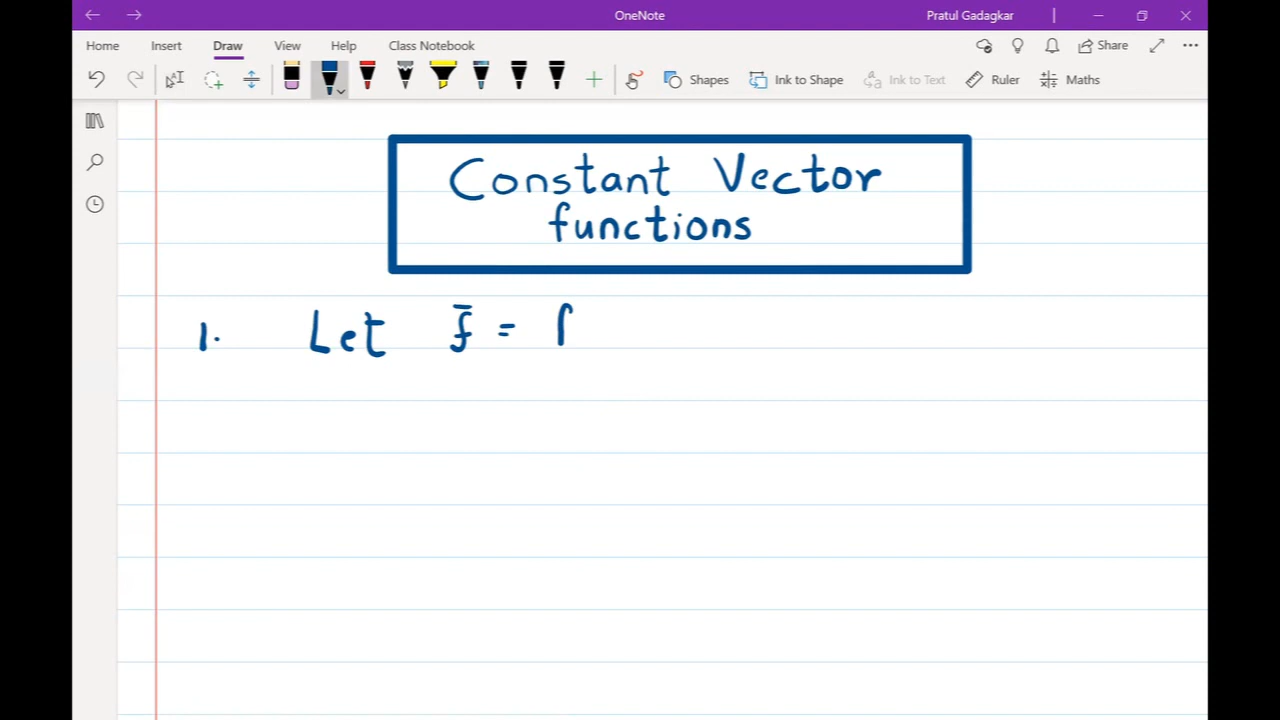 OneNote
Pratul Gadagkar
Home Insert Draw View Help Class Notebook
Share
Shapes Ink to Shape Ink to Text Ruler Maths
Constant Vector
functions
1. Let f̄ = f